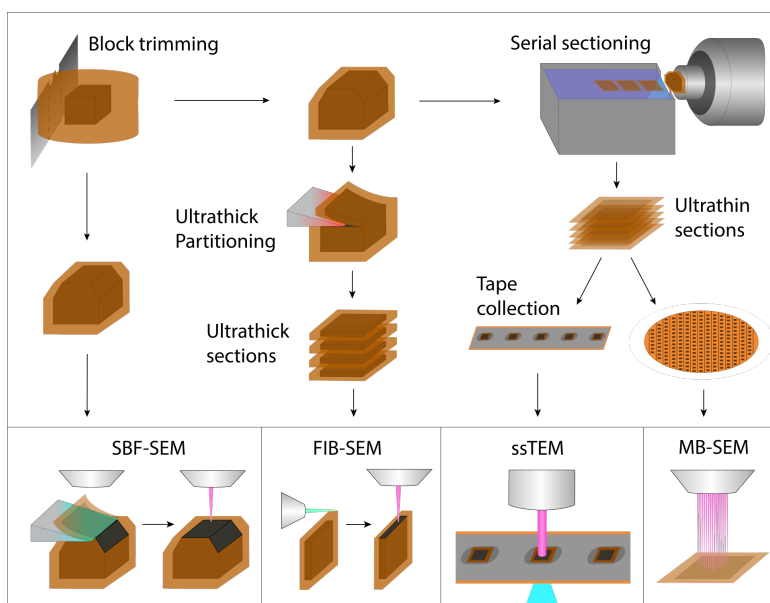 Block trimming
Serial sectioning
Ultrathick
Partitioning
Ultrathin
sections
Tape
collection
Ultrathick
sections
SBF-SEM
FIB-SEM
ssTEM
MB-SEM